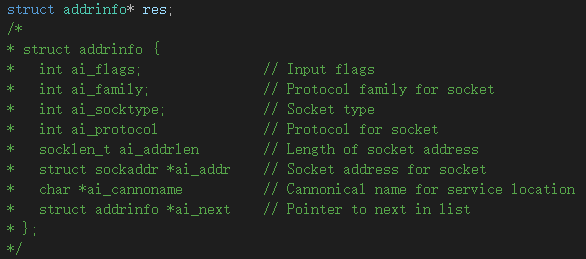 struct addrinfo* res;
/*
* struct addrinfo {
*   int ai_flags;               // Input flags
*   int ai_family;              // Protocol family for socket
*   int ai_socktype;            // Socket type
*   int ai_protocol             // Protocol for socket
*   socklen_t ai_addrlen        // Length of socket address
*   struct sockaddr *ai_addr    // Socket address for socket
*   char *ai_cannoname          // Cannonical name for service location
*   struct addrinfo *ai_next    // Pointer to next in list
* };
*/